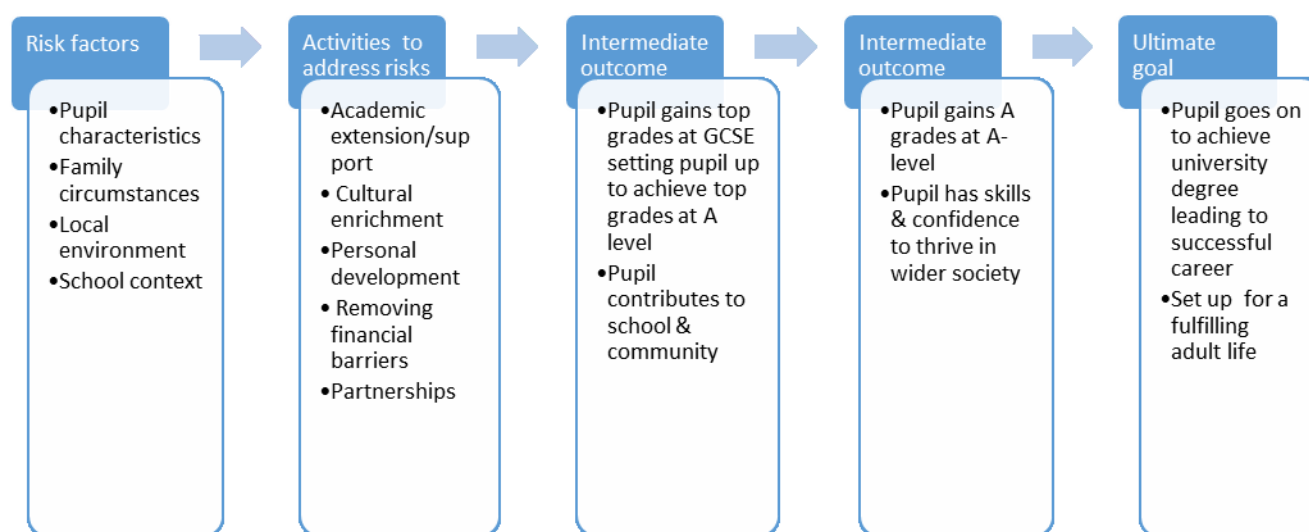 Risk factors
•Pupil
characteristics
•Family
circumstances
•Local
environment
•School context
Activities to
address risks
•Academic
extension/sup
port
• Cultural
enrichment
•Personal
development
• Removing
financial
barriers
•Partnerships
Intermediate
outcome
•Pupil gains top
grades at GCSE
setting pupil up
to achieve top
grades at A
level
•Pupil
contributes to
school &
community
Intermediate
outcome
•Pupil gains A
grades at A-
level
•Pupil has skills
& confidence
to thrive in
wider society
Ultimate
goal
•Pupil goes on
to achieve
university
degree
leading to
successful
career
•Set up for a
fulfilling
adult life